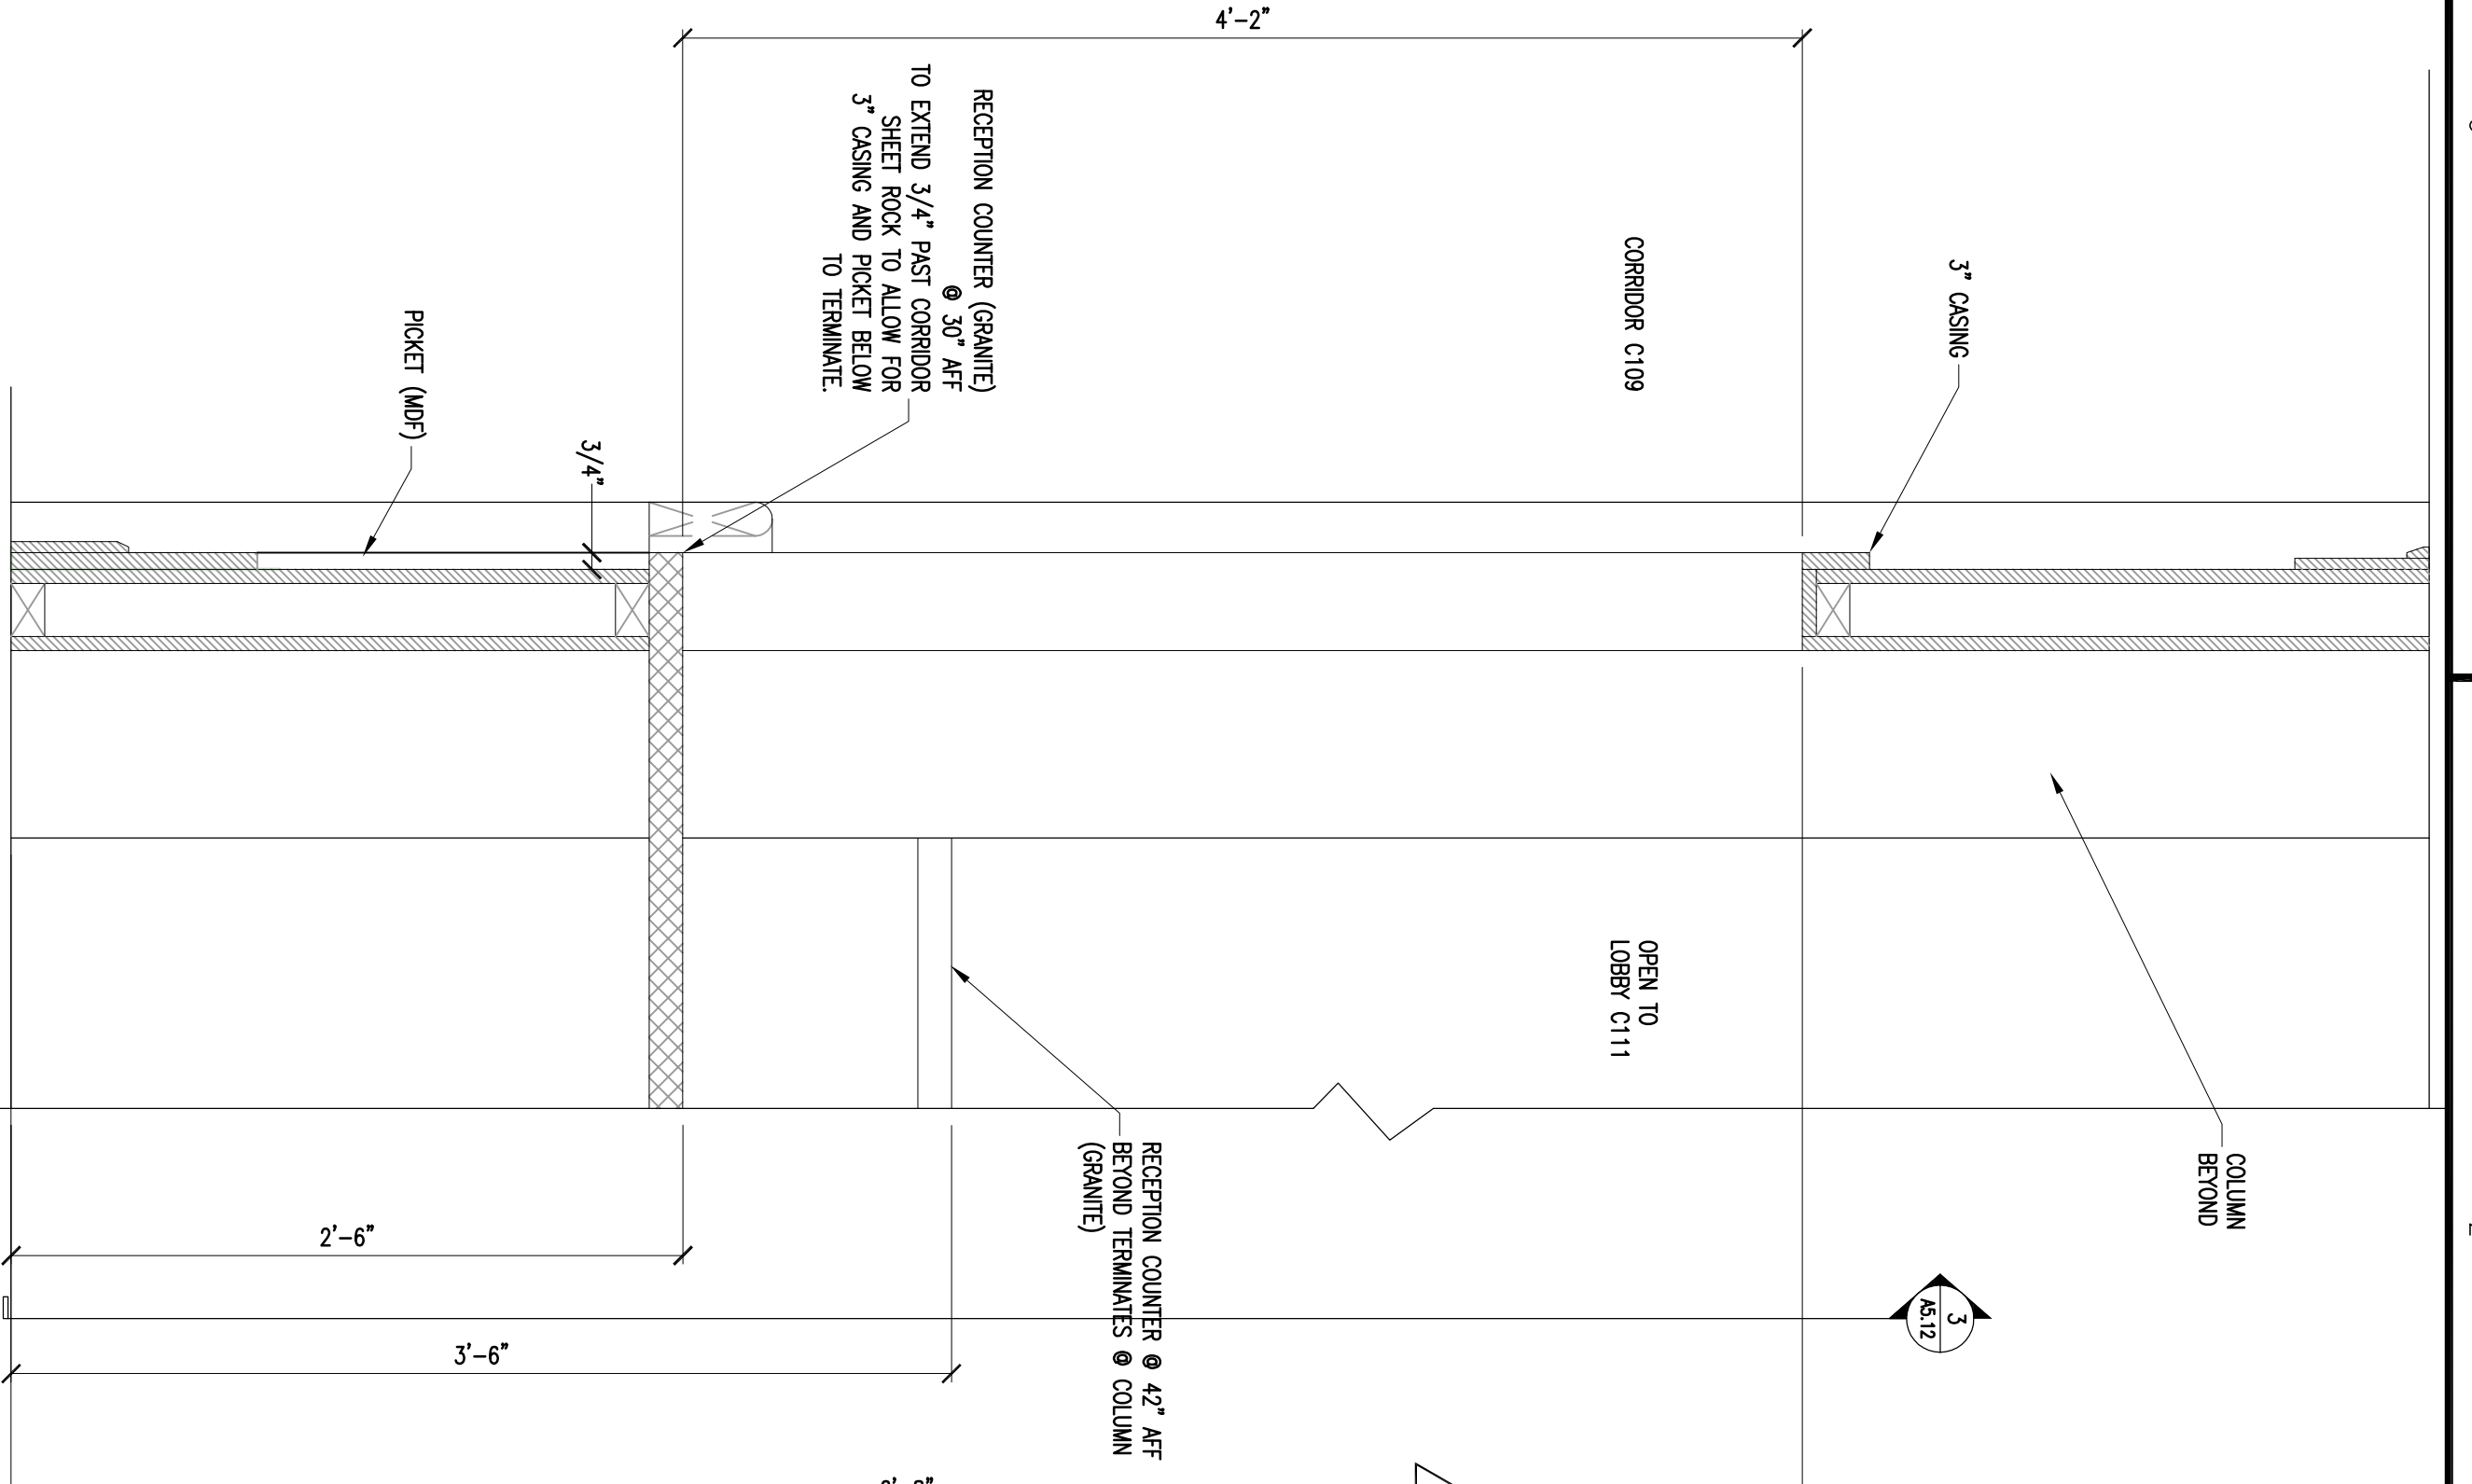 4'-2"
3" CASING
CORRIDOR C109
RECEPTION COUNTER (GRANITE)
@ 30" AFF
TO EXTEND 3/4" PAST CORRIDOR
SHEET ROCK TO ALLOW FOR
3" CASING AND PICKET BELOW
TO TERMINATE.
PICKET (MDF)
3/4"
OPEN TO
LOBBY C111
COLUMN
BEYOND
RECEPTION COUNTER @ 42" AFF
BEYOND TERMINATES @ COLUMN
(GRANITE)
2'-6"
3
A5.12
3'-6"